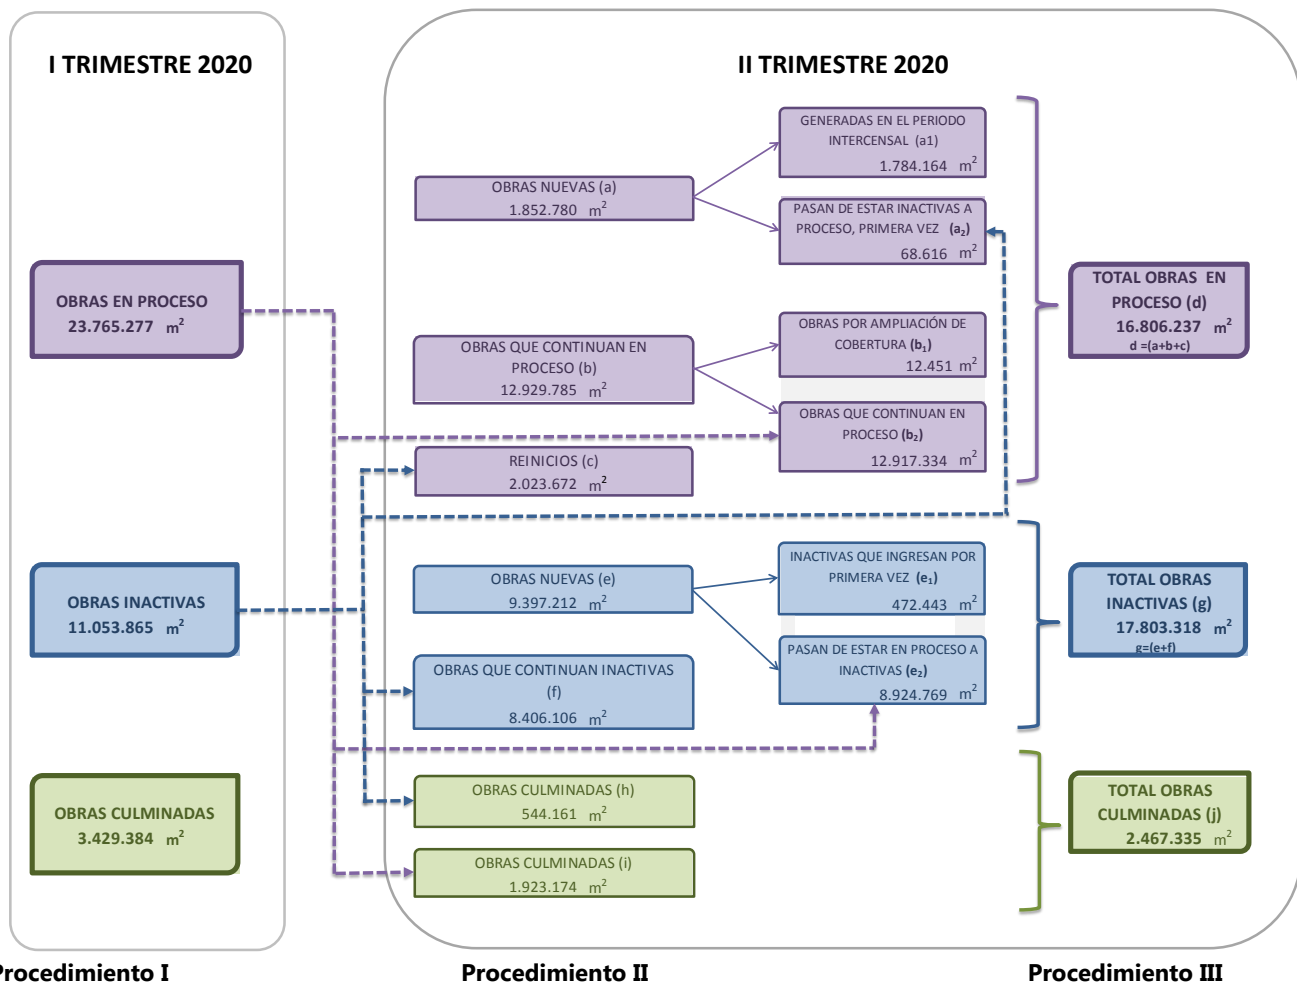 I TRIMESTRE 2020
OBRAS EN PROCESO
23.765.277 m²
OBRAS INACTIVAS
11.053.865 m²
OBRAS CULMINADAS
3.429.384 m²
II TRIMESTRE 2020
OBRAS NUEVAS (a)
1.852.780 m²
OBRAS QUE CONTINUAN EN
PROCESO (b)
12.929.785 m²
REINICIOS (c)
2.023.672 m²
OBRAS NUEVAS (e)
9.397.212 m²
OBRAS QUE CONTINUAN INACTIVAS
(f)
8.406.106 m²
OBRAS CULMINADAS (h)
544.161 m²
OBRAS CULMINADAS (i)
1.923.174 m²
GENERADAS EN EL PERIODO
INTERCENSAL (a1)
1.784.164 m²
PASAN DE ESTAR INACTIVAS A
PROCESO, PRIMERA VEZ (a₂)
68.616 m²
OBRAS POR AMPLIACIÓN DE
COBERTURA (b₁)
12.451 m²
OBRAS QUE CONTINUAN EN
PROCESO (b₂)
12.917.334 m²
INACTIVAS QUE INGRESAN POR
PRIMERA VEZ (e₁)
472.443 m²
PASAN DE ESTAR EN PROCESO A
INACTIVAS (e₂)
8.924.769 m²
TOTAL OBRAS EN
PROCESO (d)
16.806.237 m²
d =(a+b+c)
TOTAL OBRAS
INACTIVAS (g)
17.803.318 m²
g=(e+f)
TOTAL OBRAS
CULMINADAS (j)
2.467.335 m²
Procedimiento I
Procedimiento II
Procedimiento III